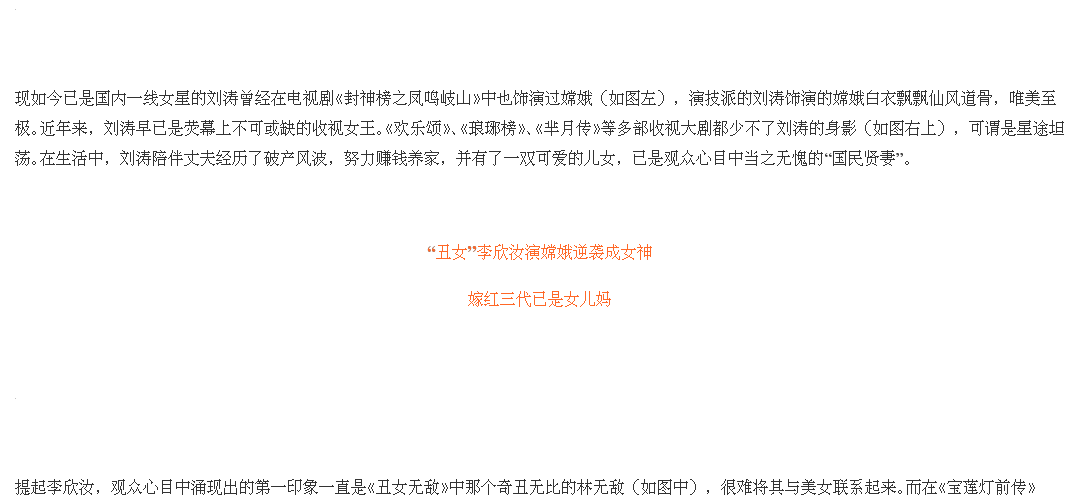 现如今已是国内一线女星的刘涛曾经在电视剧《封神榜之凤鸣岐山》中也饰演过嫦娥（如图左），演技派的刘涛饰演的嫦娥白衣飘飘仙风道骨，唯美至
极。近年来，刘涛早已是荧幕上不可或缺的收视女王。《欢乐颂》、《琅琊榜》、《芈月传》等多部收视大剧都少不了刘涛的身影（如图右上），可谓是星途坦
荡。在生活中，刘涛陪伴丈夫经历了破产风波，努力赚钱养家，并有了一双可爱的儿女，已是观众心目中当之无愧的“国民贤妻”。
“丑女”李欣汝演嫦娥逆袭成女神
嫁红三代已是女儿妈
提起李欣汝，观众心目中涌现出的第一印象一直是《丑女无敌》中那个奇丑无比的林无敌（如图中），很难将其与美女联系起来。而在《宝莲灯前传》